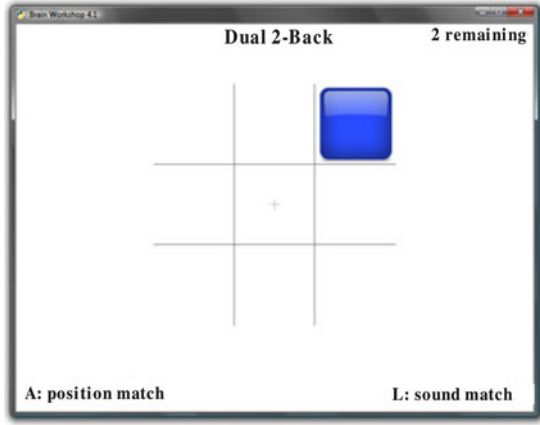 Brain Workshop 4.1
Dual 2-Back
2 remaining
A: position match
L: sound match